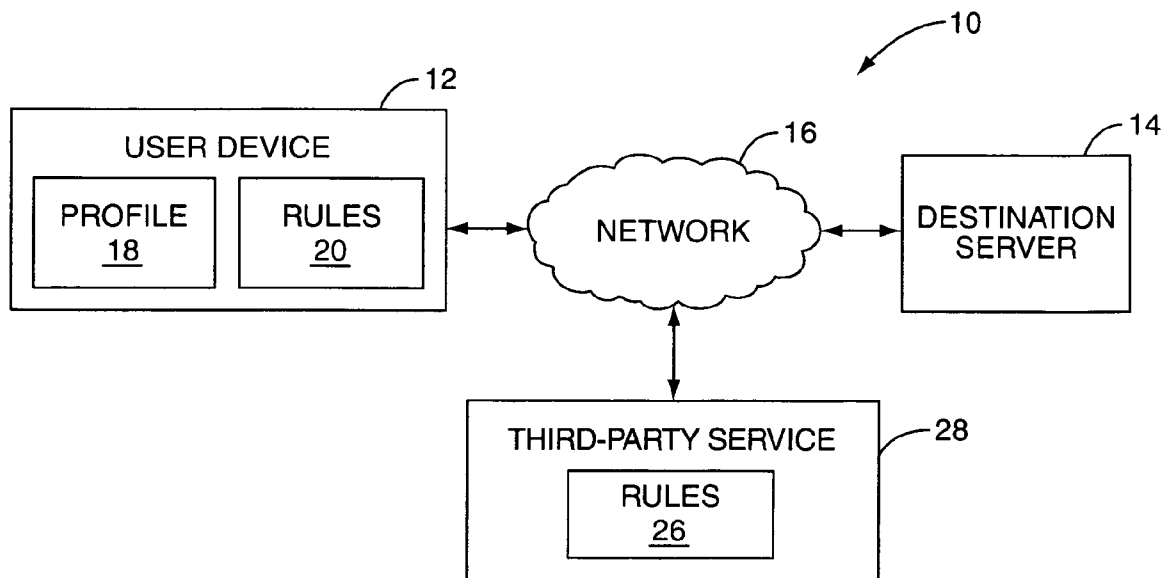 10
12
USER DEVICE
PROFILE
18
RULES
20
16
NETWORK
14
DESTINATION
SERVER
THIRD-PARTY SERVICE
28
RULES
26